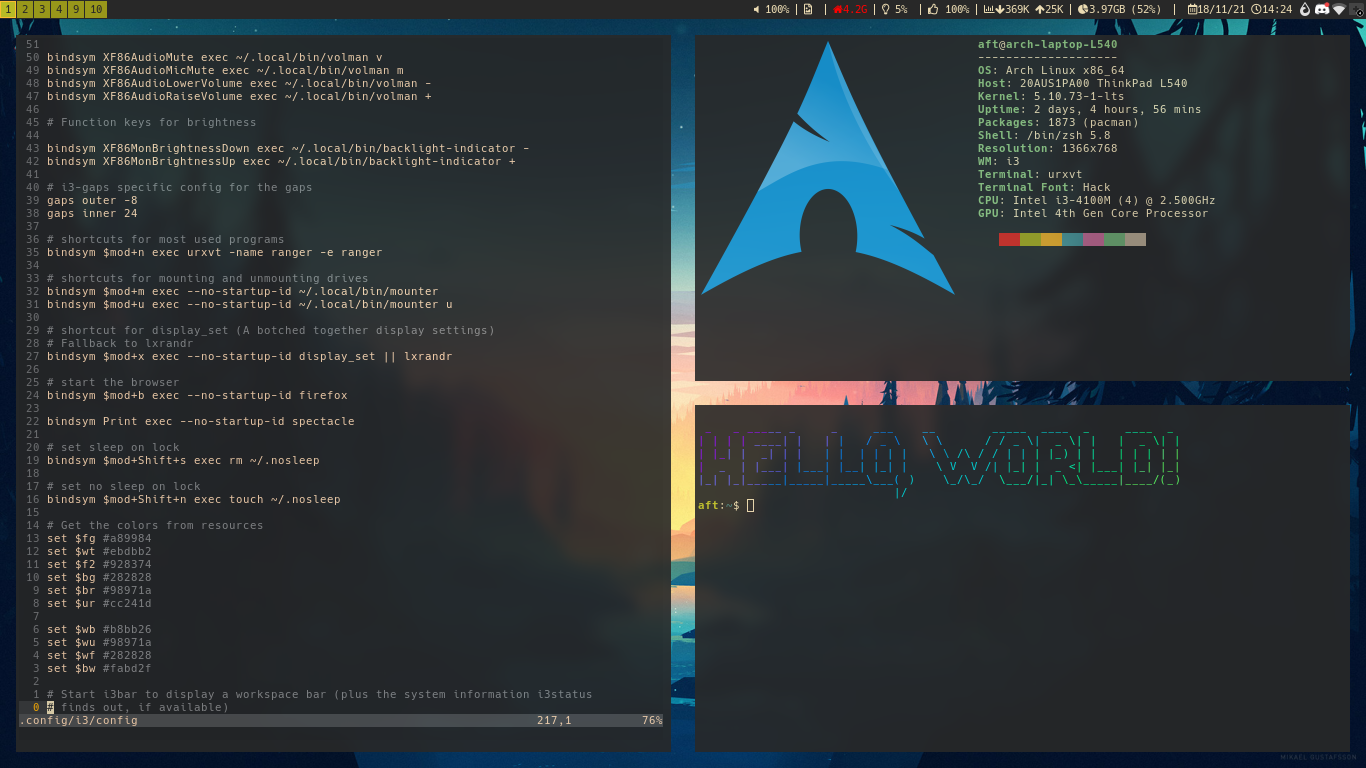 1 2 3 4 9 10
100% | | 4.2G | 5% | 100% | 369K 25K | 3.97GB (52%) | 18/11/21 14:24
51
50 bindsym XF86AudioMute exec ~/.local/bin/volman v
49 bindsym XF86AudioMicMute exec ~/.local/bin/volman m
48 bindsym XF86AudioLowerVolume exec ~/.local/bin/volman -
47 bindsym XF86AudioRaiseVolume exec ~/.local/bin/volman +
46
45 # Function keys for brightness
44
43 bindsym XF86MonBrightnessDown exec ~/.local/bin/backlight-indicator -
42 bindsym XF86MonBrightnessUp exec ~/.local/bin/backlight-indicator +
41
40 # i3-gaps specific config for the gaps
39 gaps outer -8
38 gaps inner 24
37
36 # shortcuts for most used programs
35 bindsym $mod+n exec urxvt -name ranger -e ranger
34
33 # shortcuts for mounting and unmounting drives
32 bindsym $mod+m exec --no-startup-id ~/.local/bin/mounter
31 bindsym $mod+u exec --no-startup-id ~/.local/bin/mounter u
30
29 # shortcut for display_set (A botched together display settings)
28 # Fallback to lxrandr
27 bindsym $mod+x exec --no-startup-id display_set || lxrandr
26
25 # start the browser
24 bindsym $mod+b exec --no-startup-id firefox
23
22 bindsym Print exec --no-startup-id spectacle
21
20 # set sleep on lock
19 bindsym $mod+Shift+s exec rm ~/.nosleep
18
17 # set no sleep on lock
16 bindsym $mod+Shift+n exec touch ~/.nosleep
15
14 # Get the colors from resources
13 set $fg #a89984
12 set $wt #ebdbb2
11 set $f2 #928374
10 set $bg #282828
9 set $br #98971a
8 set $ur #cc241d
7
6 set $wb #b8bb26
5 set $wu #98971a
4 set $wf #282828
3 set $bw #fabd2f
2
1 # Start i3bar to display a workspace bar (plus the system information i3status
0 # finds out, if available)
.config/i3/config 217,1 76%
aft@arch-laptop-L540
--------------------
OS: Arch Linux x86_64
Host: 20AUS1PA00 ThinkPad L540
Kernel: 5.10.73-1-lts
Uptime: 2 days, 4 hours, 56 mins
Packages: 1873 (pacman)
Shell: /bin/zsh 5.8
Resolution: 1366x768
WM: i3
Terminal: urxvt
Terminal Font: Hack
CPU: Intel i3-4100M (4) @ 2.500GHz
GPU: Intel 4th Gen Core Processor
HELLO, WORLD!
aft:~$
MIKAEL GUSTAFSSON